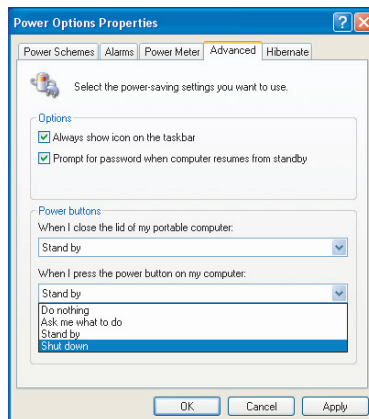 Power Options Properties
Power Schemes Alarms Power Meter Advanced Hibernate
Select the power-saving settings you want to use.
Options
Always show icon on the taskbar
Prompt for password when computer resumes from standby
Power buttons
When I close the lid of my portable computer:
Stand by
When I press the power button on my computer:
Stand by
Do nothing
Ask me what to do
Stand by
Shut down
OK Cancel Apply